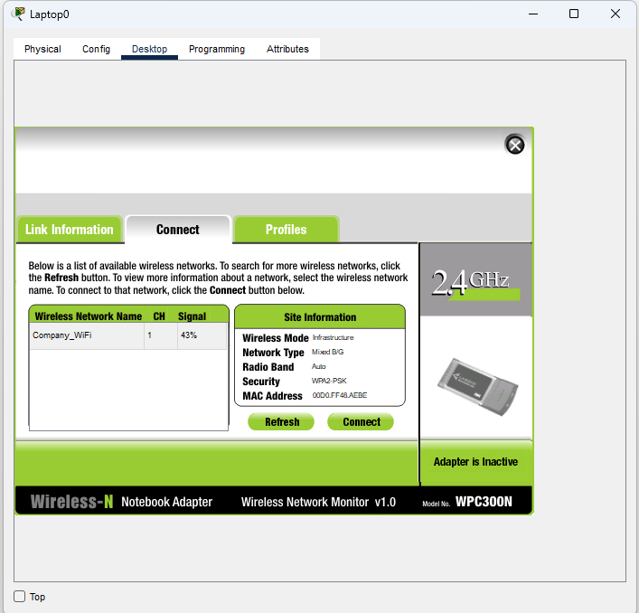 Laptop0
Physical Config Desktop Programming Attributes
Link Information Connect Profiles
Below is a list of available wireless networks. To search for more wireless networks, click
the Refresh button. To view more information about a network, select the wireless network
name. To connect to that network, click the Connect button below.
Wireless Network Name CH Signal
Company_WiFi 1 43%
Site Information
Wireless Mode Infrastructure
Network Type Mixed B/G
Radio Band Auto
Security WPA2-PSK
MAC Address 00D0.FF48.AEBE
Refresh Connect
2.4GHz
Adapter is Inactive
Wireless-N Notebook Adapter Wireless Network Monitor v1.0 Model No. WPC300N
Top